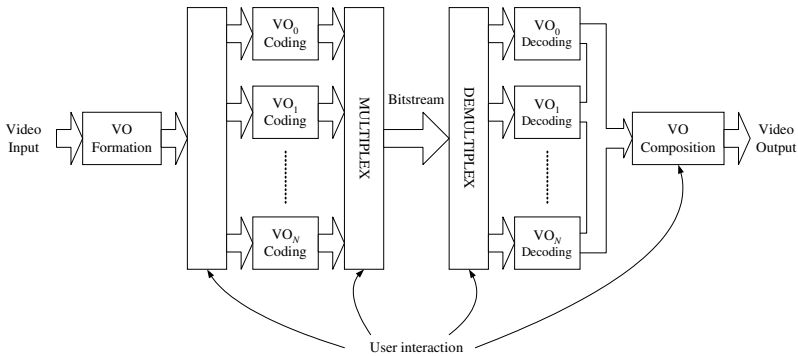 Video
Input
VO
Formation
VO0
Coding
VO1
Coding
VON
Coding
MULTIPLEX
Bitstream
DEMULTIPLEX
VO0
Decoding
VO1
Decoding
VON
Decoding
VO
Composition
Video
Output
User interaction